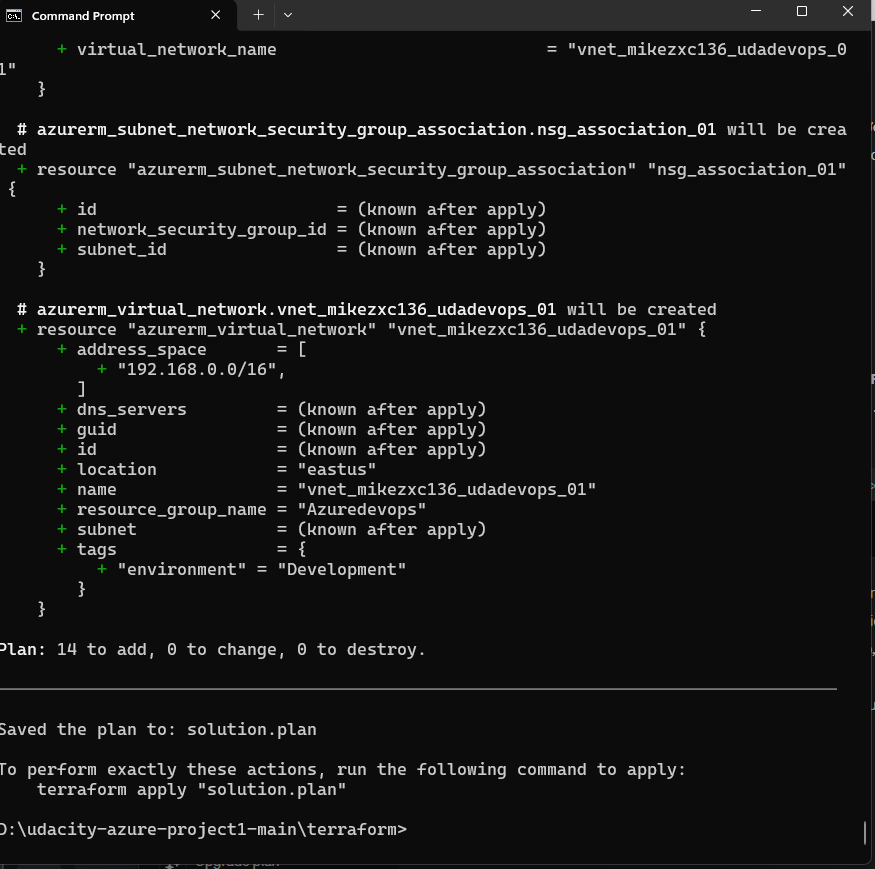 Command Prompt
+ virtual_network_name = "vnet_mikezxc136_udadevops_0
1"
}
# azurerm_subnet_network_security_group_association.nsg_association_01 will be crea
ted
+ resource "azurerm_subnet_network_security_group_association" "nsg_association_01"
{
+ id = (known after apply)
+ network_security_group_id = (known after apply)
+ subnet_id = (known after apply)
}
# azurerm_virtual_network.vnet_mikezxc136_udadevops_01 will be created
+ resource "azurerm_virtual_network" "vnet_mikezxc136_udadevops_01" {
+ address_space = [
+ "192.168.0.0/16",
]
+ dns_servers = (known after apply)
+ guid = (known after apply)
+ id = (known after apply)
+ location = "eastus"
+ name = "vnet_mikezxc136_udadevops_01"
+ resource_group_name = "Azuredevops"
+ subnet = (known after apply)
+ tags = {
+ "environment" = "Development"
}
}
Plan: 14 to add, 0 to change, 0 to destroy.
Saved the plan to: solution.plan
To perform exactly these actions, run the following command to apply:
terraform apply "solution.plan"
D:\udacity-azure-project1-main\terraform>